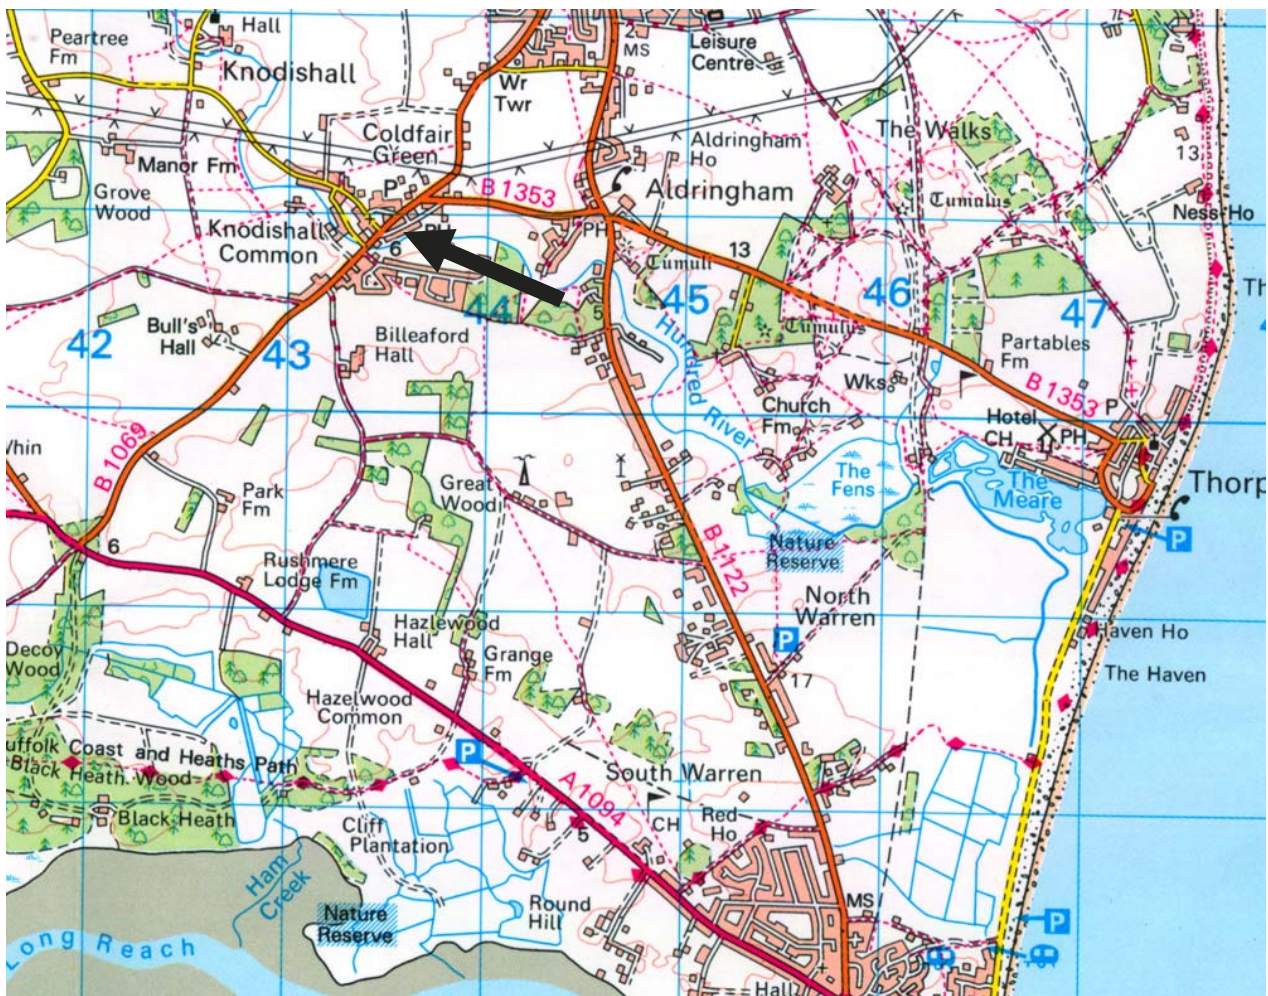 Peartree
Fm
Hall
Knodishall
2
MS
Leisure
Centre
Wr
Twr
Coldfair
Green
Manor Fm
Grove
Wood
P
B 1353
Aldringham
Ho
Aldringham
The Walks
13
Tumulus
Ness Ho
Knodishall
Common
6
PH
PH
Tumuli
13
44
45
46
47
42
43
Bull's
Hall
Billeaford
Hall
5
Hundred River
Tumulus
Partables
Fm
Th
4
B 1069
Whin
Wks
Church
Fm
B 1353
P
Hotel
CH
PH
Park
Fm
Great
Wood
The
Fens
The
Meare
Thorp
6
Rushmere
Lodge Fm
B 1122
Nature
Reserve
P
North
Warren
P
Hazlewood
Hall
Grange
Fm
17
Haven Ho
The Haven
Decoy
Wood
Hazelwood
Common
uffolk Coast and Heaths Path
Black Heath Wood
P
South Warren
A 1094
Black Heath
Cliff
Plantation
5
CH
Red
Ho
Ham
Creek
Nature
Reserve
Round
Hill
MS
P
Long Reach
Hall